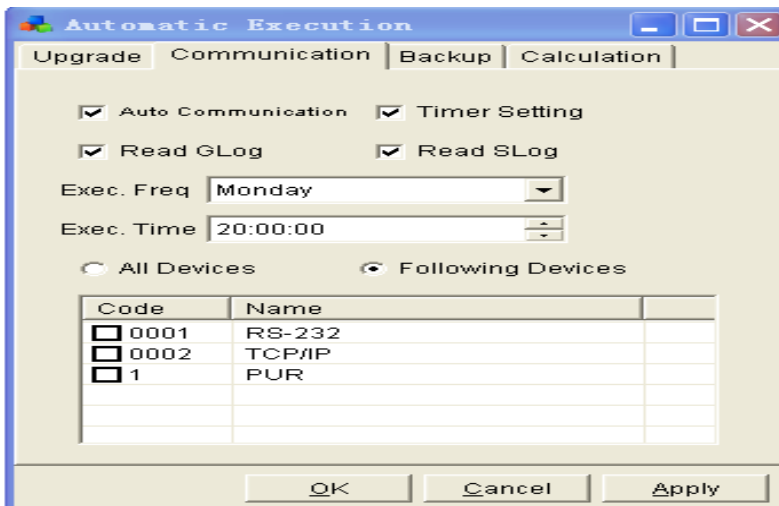 Automatic Execution
Upgrade Communication Backup Calculation
Auto Communication Timer Setting
Read GLog Read SLog
Exec. Freq Monday
Exec. Time 20:00:00
All Devices Following Devices
Code Name
0001 RS-232
0002 TCP/IP
1 PUR
OK Cancel Apply